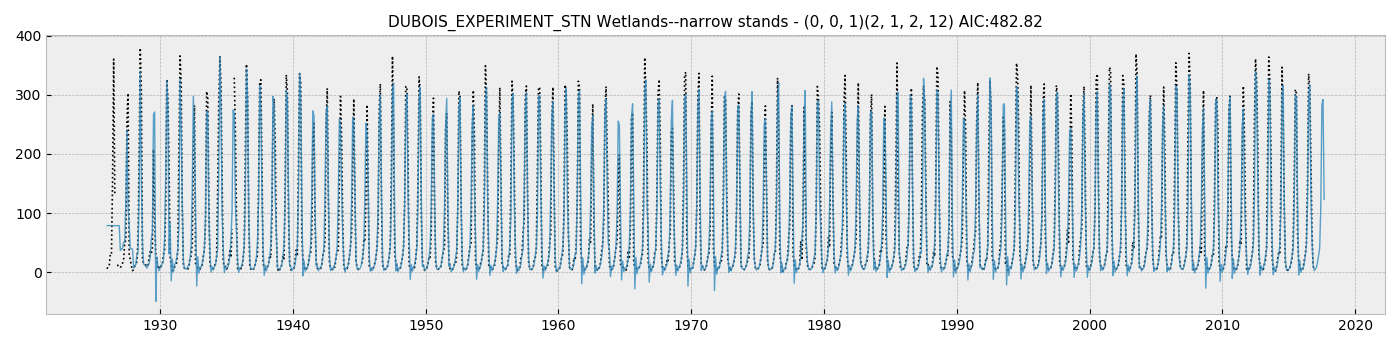 DUBOIS_EXPERIMENT_STN Wetlands--narrow stands - (0, 0, 1)(2, 1, 2, 12) AIC:482.82
400
300
200
100
0
1930 1940 1950 1960 1970 1980 1990 2000 2010 2020